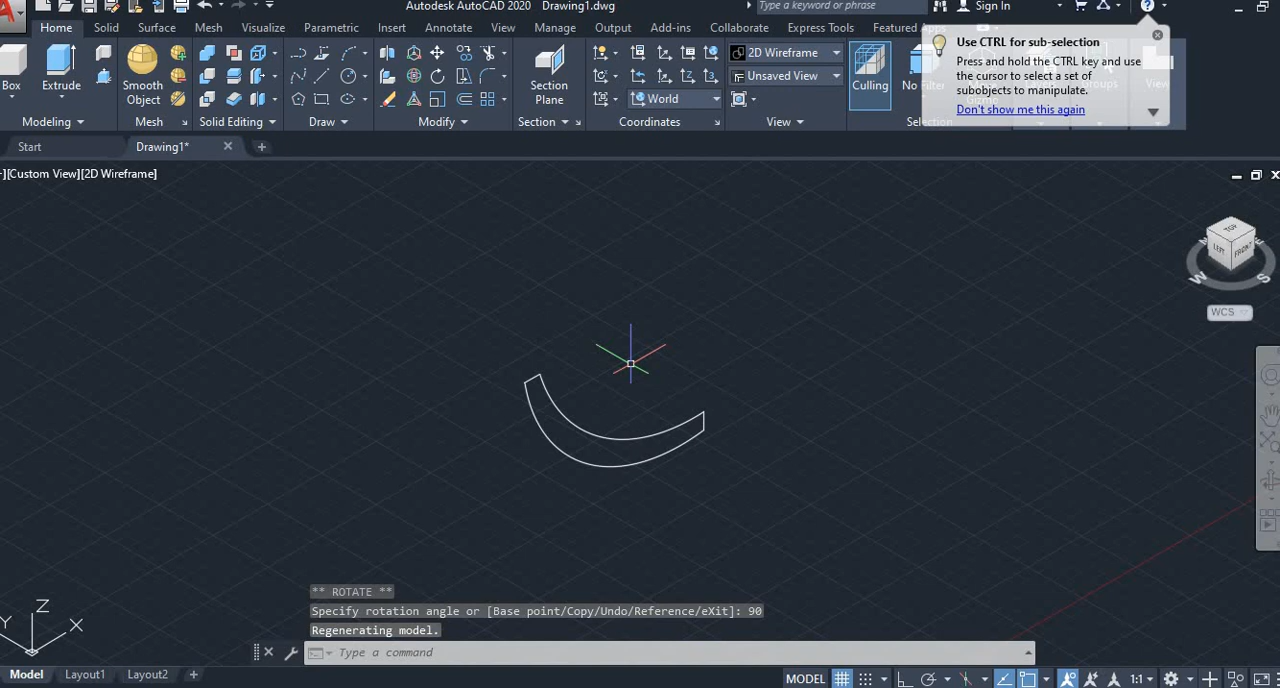 Autodesk AutoCAD 2020 Drawing1.dwg
Type a keyword or phrase
Sign In
Home Solid Surface Mesh Visualize Parametric Insert Annotate View Manage Output Add-ins Collaborate Express Tools Featured Apps
Box Extrude Smooth Object Section Plane
2D Wireframe
Unsaved View
World
Culling
Modeling Mesh Solid Editing Draw Modify Section Coordinates View
Use CTRL for sub-selection
Press and hold the CTRL key and use
the cursor to select a set of
subobjects to manipulate.
Don't show me this again
Start Drawing1*
][Custom View][2D Wireframe]
TOP
LEFT FRONT
W S
WCS
Z
Y X
** ROTATE **
Specify rotation angle or [Base point/Copy/Undo/Reference/eXit]: 90
Regenerating model.
Type a command
Model Layout1 Layout2 +
MODEL 1:1